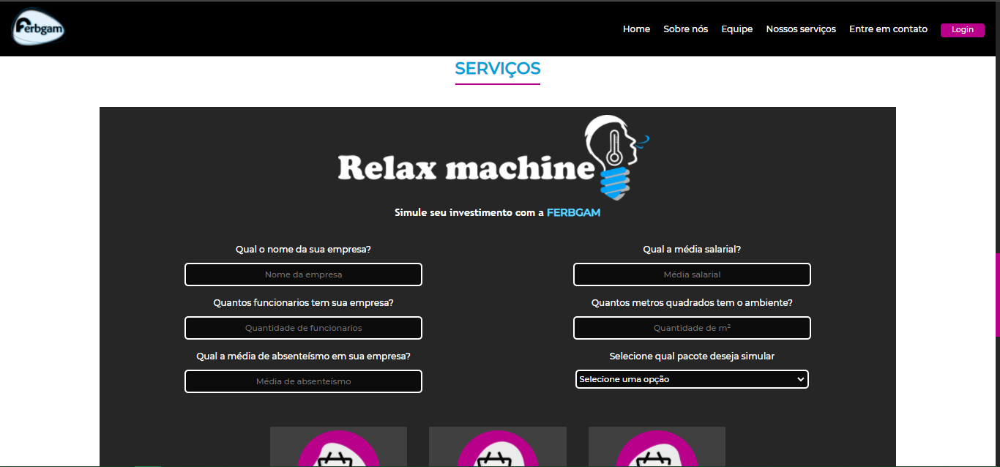 Ferbgam
Home Sobre nós Equipe Nossos serviços Entre em contato Login
SERVIÇOS
Relax machine
Simule seu investimento com a FERBGAM
Qual o nome da sua empresa?
Nome da empresa
Qual a média salarial?
Média salarial
Quantos funcionarios tem sua empresa?
Quantidade de funcionarios
Quantos metros quadrados tem o ambiente?
Quantidade de m²
Qual a média de absenteísmo em sua empresa?
Média de absenteísmo
Selecione qual pacote deseja simular
Selecione uma opção